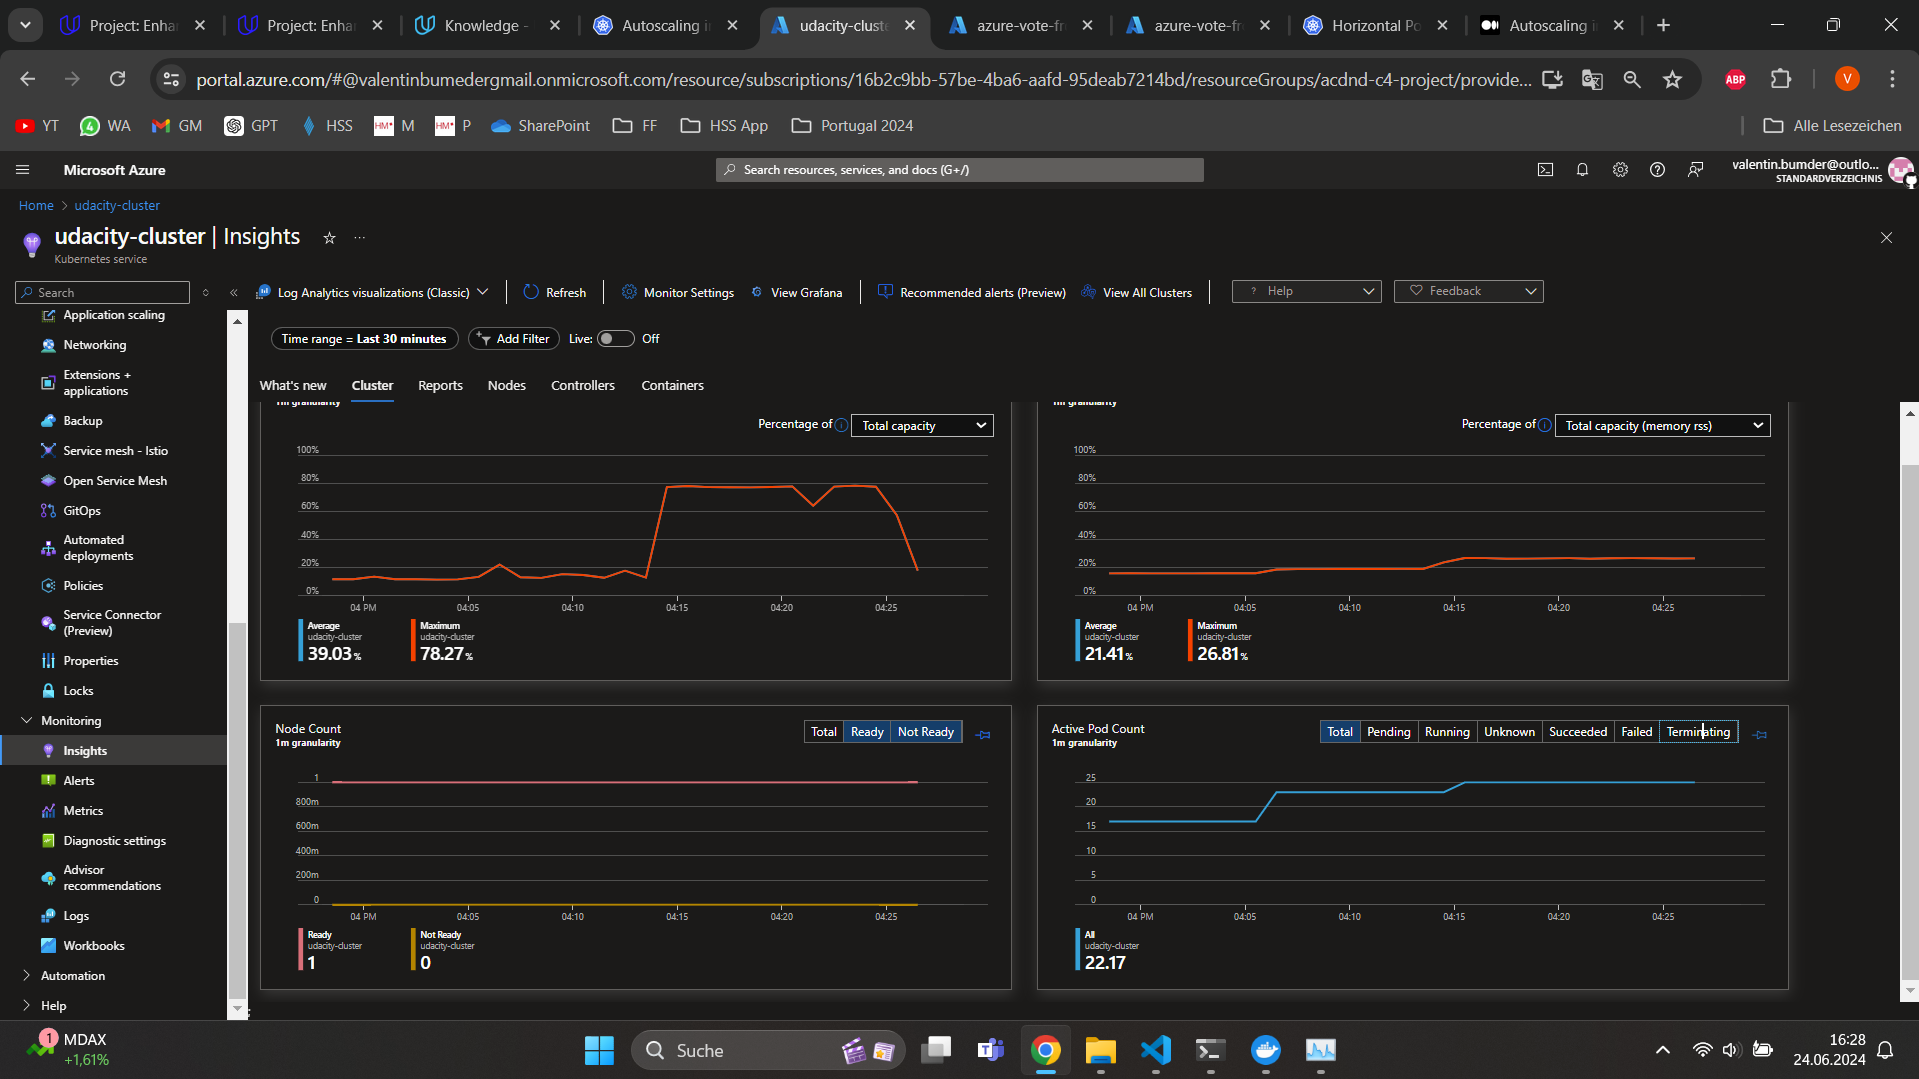 Project: Enhan
Project: Enhan
Knowledge -
Autoscaling in
udacity-cluste
azure-vote-fr
azure-vote-fr
Horizontal Po
Autoscaling in
portal.azure.com/#@valentinbumedergmail.onmicrosoft.com/resource/subscriptions/16b2c9bb-57be-4ba6-aafd-95deab7214bd/resourceGroups/acdnd-c4-project/provide...
ABP
V
YT
4
WA
GM
GPT
HSS
HM
M
HM
P
SharePoint
FF
HSS App
Portugal 2024
Alle Lesezeichen
Microsoft Azure
Search resources, services, and docs (G+/)
valentin.bumder@outlo...
STANDARDVERZEICHNIS
Home > udacity-cluster
udacity-cluster | Insights
...
Kubernetes service
Search
Application scaling
Networking
Extensions +
applications
Backup
Service mesh - Istio
Open Service Mesh
GitOps
Automated
deployments
Policies
Service Connector
(Preview)
Properties
Locks
Monitoring
Insights
Alerts
Metrics
Diagnostic settings
Advisor
recommendations
Logs
Workbooks
Automation
Help
Log Analytics visualizations (Classic)
Refresh
Monitor Settings
View Grafana
Recommended alerts (Preview)
View All Clusters
? Help
Feedback
Time range = Last 30 minutes
Add Filter
Live:
Off
What's new
Cluster
Reports
Nodes
Controllers
Containers
1m granularity
Percentage of
Total capacity
100%
80%
60%
40%
20%
0%
04 PM
04:05
04:10
04:15
04:20
04:25
Average
udacity-cluster
39.03 %
Maximum
udacity-cluster
78.27 %
1m granularity
Percentage of
Total capacity (memory rss)
100%
80%
60%
40%
20%
0%
04 PM
04:05
04:10
04:15
04:20
04:25
Average
udacity-cluster
21.41 %
Maximum
udacity-cluster
26.81 %
Node Count
1m granularity
Total
Ready
Not Ready
1
800m
600m
400m
200m
0
04 PM
04:05
04:10
04:15
04:20
04:25
Ready
udacity-cluster
1
Not Ready
udacity-cluster
0
Active Pod Count
1m granularity
Total
Pending
Running
Unknown
Succeeded
Failed
Terminating
25
20
15
10
5
0
04 PM
04:05
04:10
04:15
04:20
04:25
All
udacity-cluster
22.17
1
MDAX
+1,61%
Suche
16:28
24.06.2024